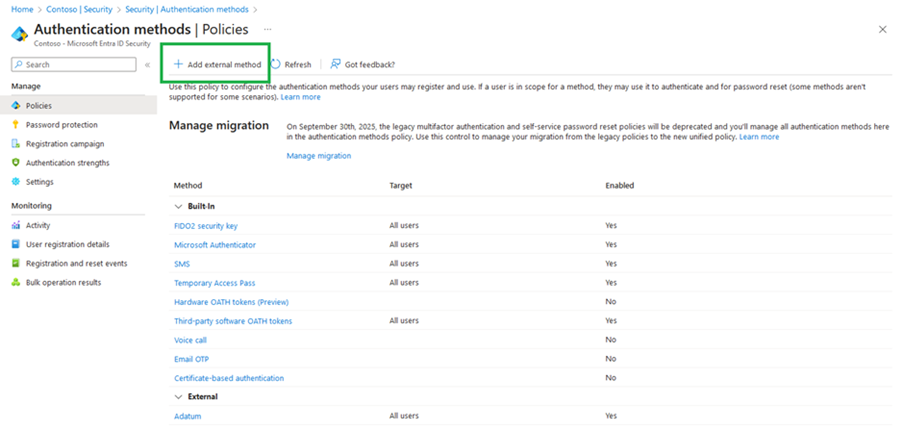 Home > Contoso | Security > Security | Authentication methods >
Authentication methods | Policies ...
Contoso - Microsoft Entra ID Security
Search
«
+ Add external method
Refresh
Got feedback?
Manage
Policies
Password protection
Registration campaign
Authentication strengths
Settings
Monitoring
Activity
User registration details
Registration and reset events
Bulk operation results
Use this policy to configure the authentication methods your users may register and use. If a user is in scope for a method, they may use it to authenticate and for password reset (some methods aren't
supported for some scenarios). Learn more
Manage migration
On September 30th, 2025, the legacy multifactor authentication and self-service password reset policies will be deprecated and you'll manage all authentication methods here
in the authentication methods policy. Use this control to manage your migration from the legacy policies to the new unified policy. Learn more
Manage migration
Method Target Enabled
Built-In
FIDO2 security key All users Yes
Microsoft Authenticator All users Yes
SMS All users Yes
Temporary Access Pass All users Yes
Hardware OATH tokens (Preview) No
Third-party software OATH tokens All users Yes
Voice call No
Email OTP No
Certificate-based authentication No
External
Adatum All users Yes